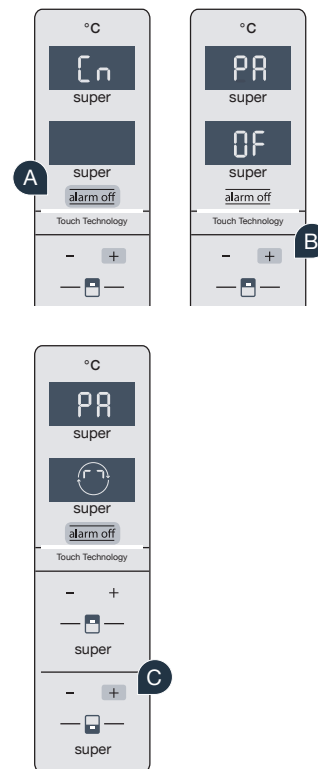 °C
Cn
super
super
A
alarm off
Touch Technology
- +
°C
PA
super
OF
super
alarm off
Touch Technology
- +
B
°C
PA
super
super
alarm off
Touch Technology
- +
super
C
- +
super